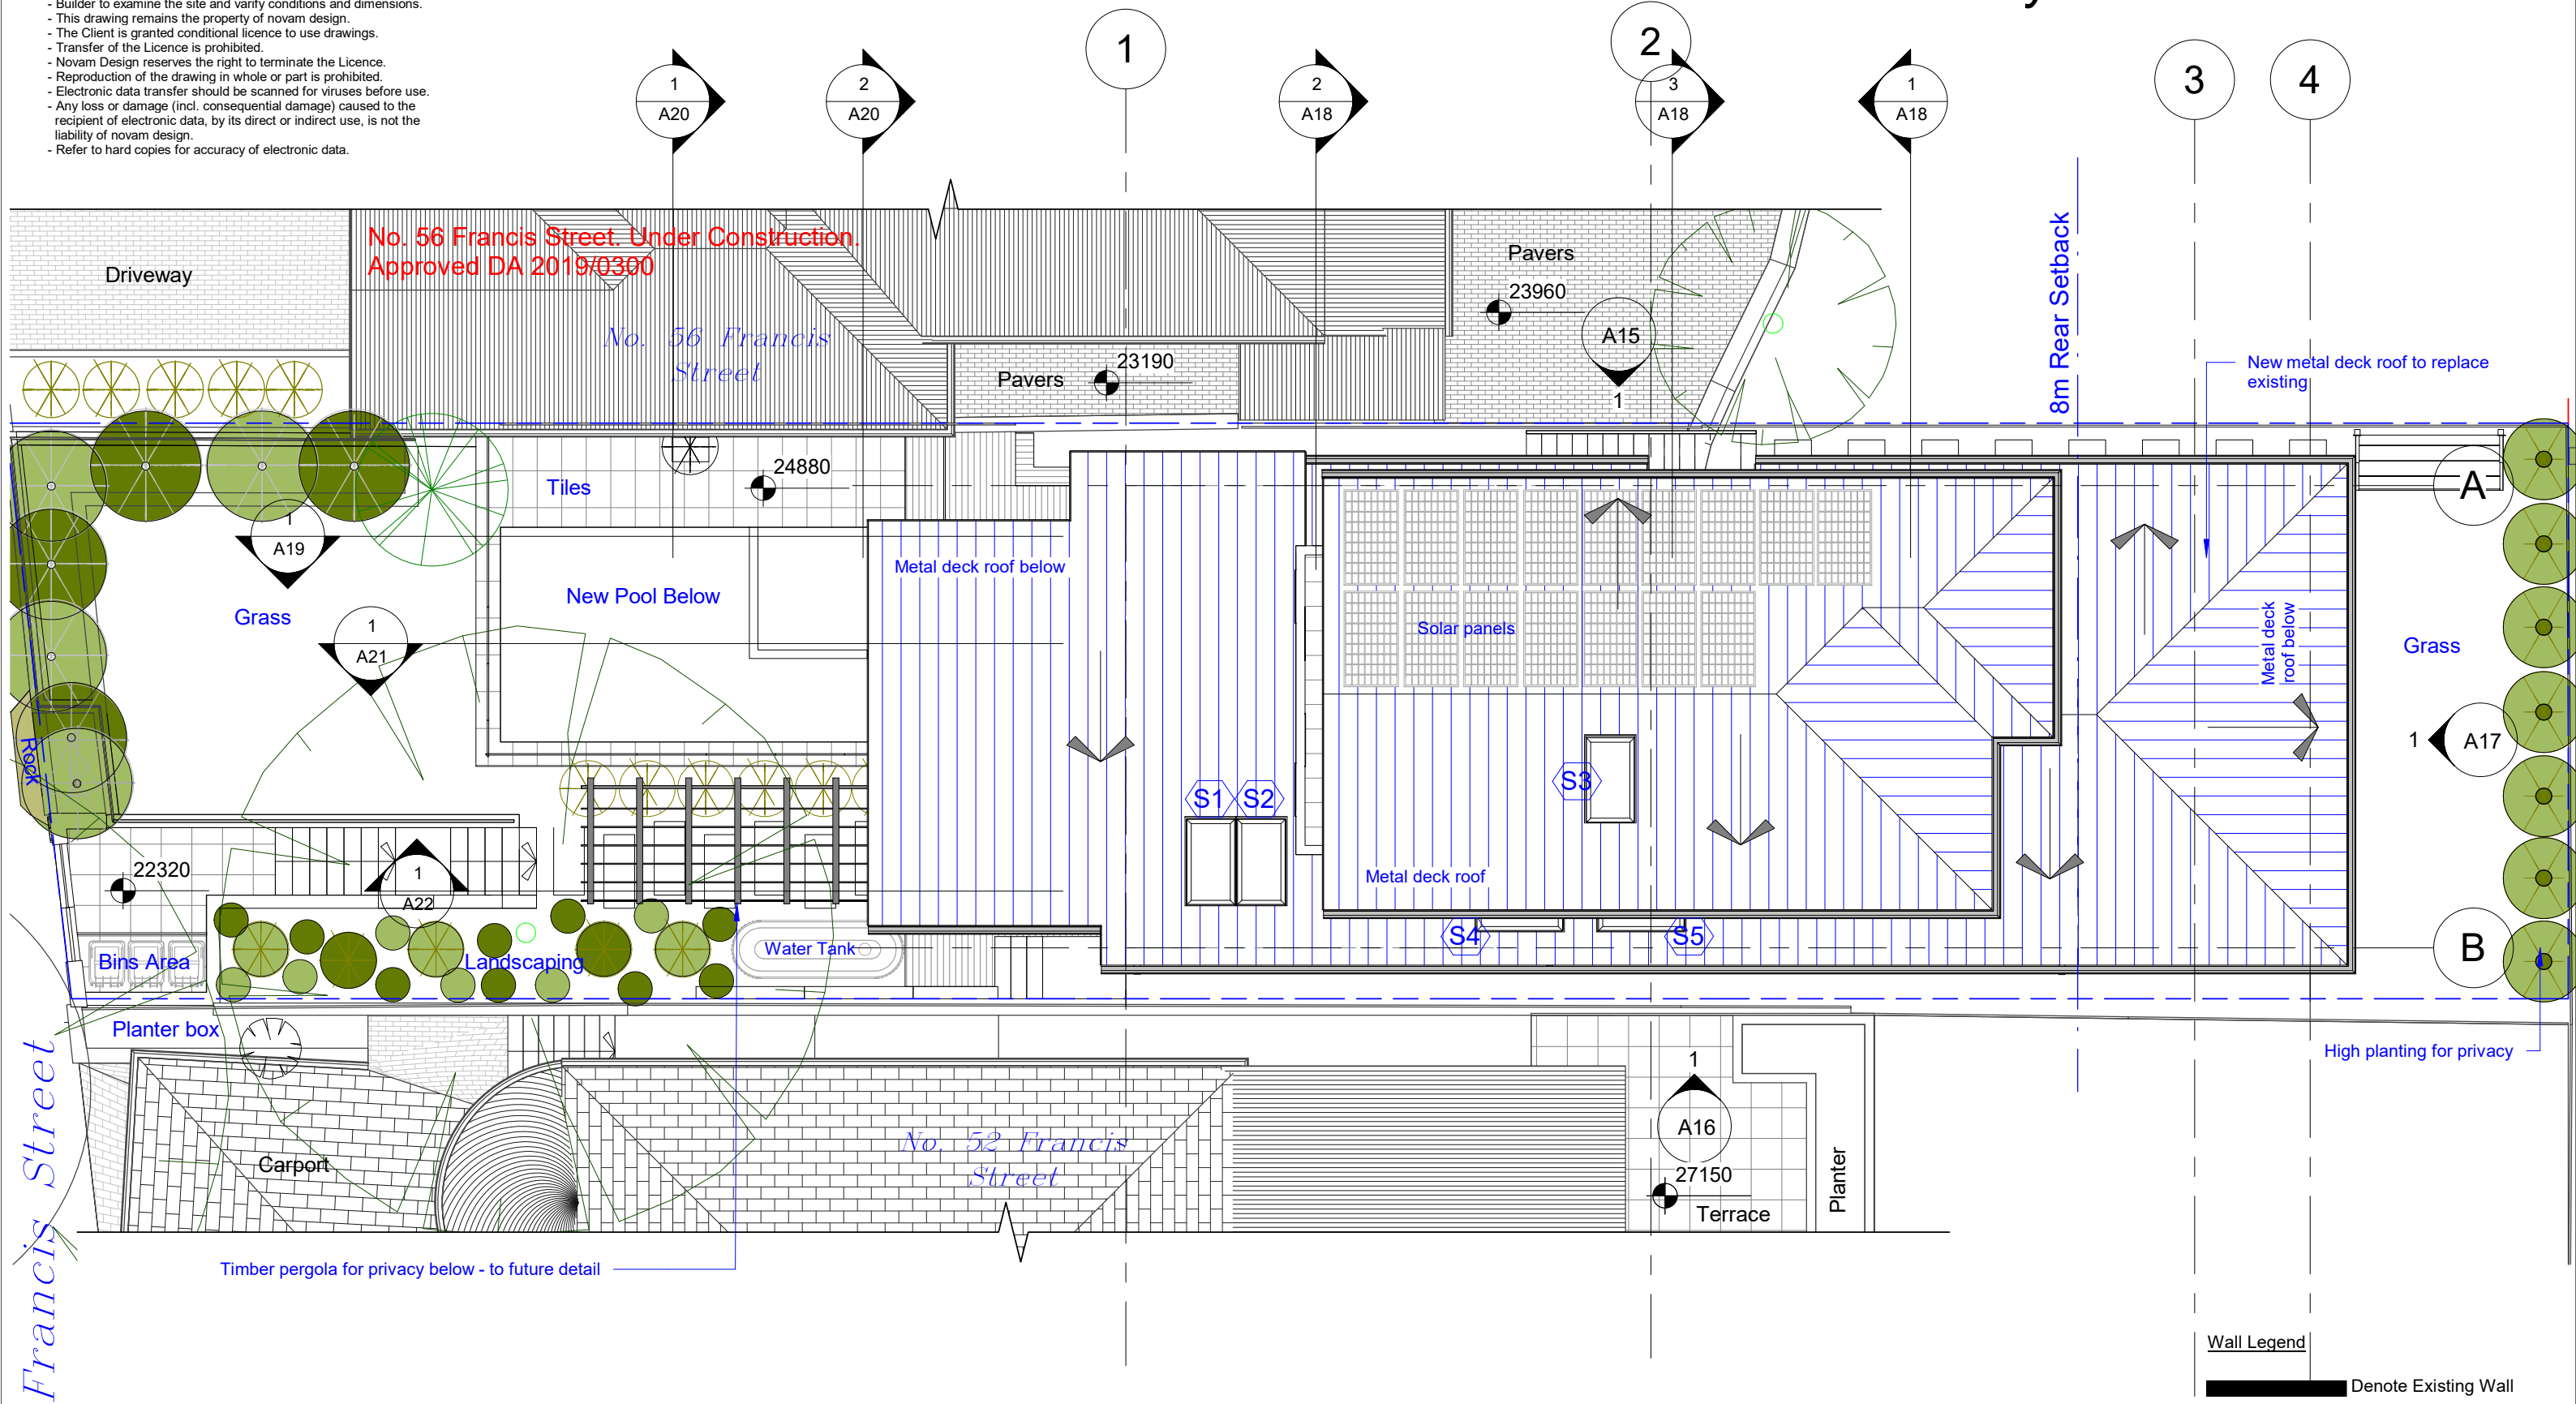 - Builder to examine the site and varify conditions and dimensions.
- This drawing remains the property of novam design.
- The Client is granted conditional licence to use drawings.
- Transfer of the Licence is prohibited.
- Novam Design reserves the right to terminate the Licence.
- Reproduction of the drawing in whole or part is prohibited.
- Electronic data transfer should be scanned for viruses before use.
- Any loss or damage (incl. consequential damage) caused to the
recipient of electronic data, by its direct or indirect use, is not the
liability of novam design.
- Refer to hard copies for accuracy of electronic data.
1
A20
2
A20
1
2
A18
2
3
A18
1
A18
3
4
No. 56 Francis Street. Under Construction.
Approved DA 2019/0300
Driveway
No. 56 Francis
Street
Pavers
23190
Pavers
23960
A15
1
8m Rear Setback
New metal deck roof to replace
existing
Tiles
24880
1
A19
Grass
New Pool Below
1
A21
Metal deck roof below
Solar panels
Metal deck
roof below
Grass
A
1
A17
Rock
S1
S2
S3
22320
1
A22
Metal deck roof
S4
S5
B
Bins Area
Landscaping
Water Tank
Planter box
High planting for privacy
Francis Street
Carport
No. 52 Francis
Street
1
A16
27150
Terrace
Planter
Timber pergola for privacy below - to future detail
Wall Legend
Denote Existing Wall